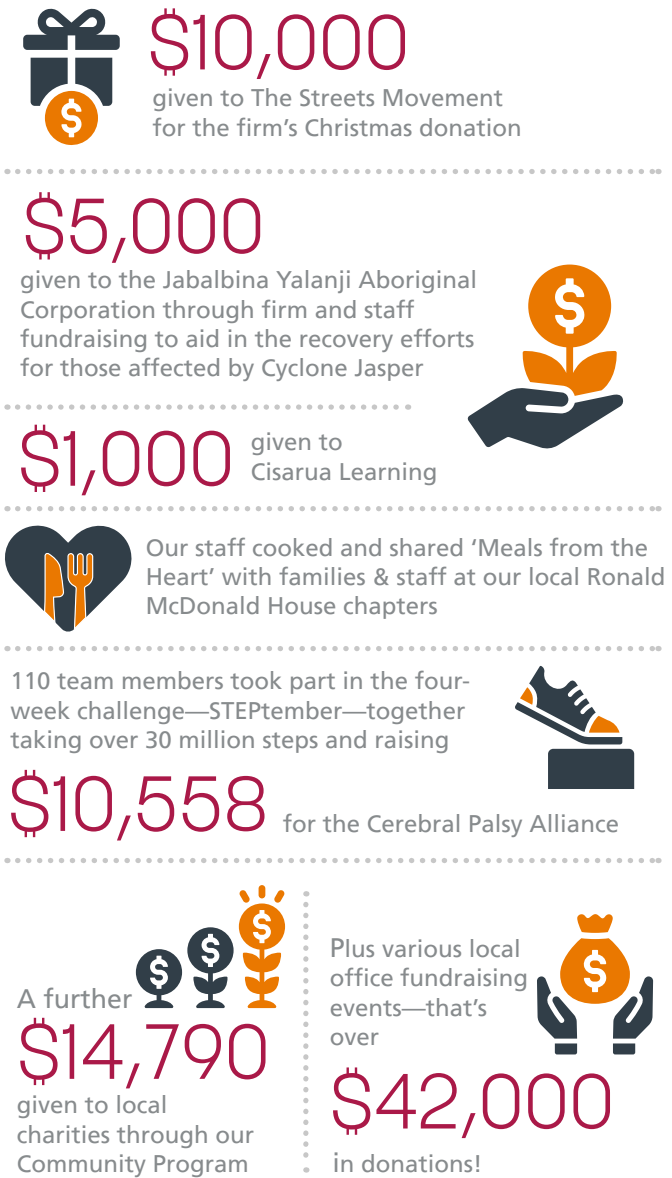 $10,000
given to The Streets Movement
for the firm's Christmas donation
$5,000
given to the Jabalbina Yalanji Aboriginal
Corporation through firm and staff
fundraising to aid in the recovery efforts
for those affected by Cyclone Jasper
$1,000 given to
Cisarua Learning
Our staff cooked and shared ‘Meals from the
Heart’ with families & staff at our local Ronald
McDonald House chapters
110 team members took part in the four-
week challenge—STEPtember—together
taking over 30 million steps and raising
$10,558 for the Cerebral Palsy Alliance
A further
$14,790
given to local
charities through our
Community Program
Plus various local
office fundraising
events—that's
over
$42,000
in donations!